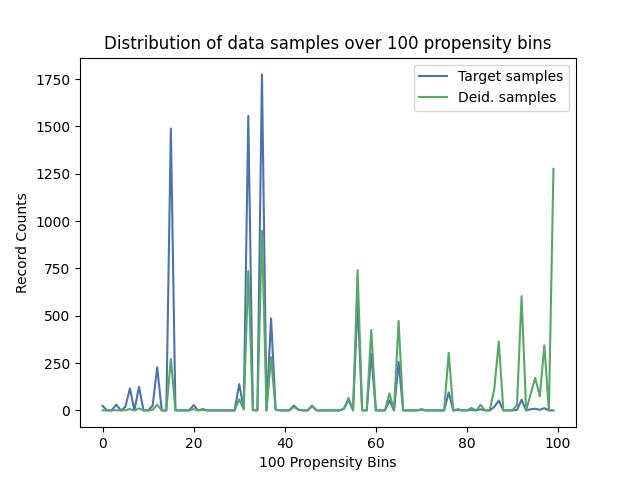 Distribution of data samples over 100 propensity bins
Target samples
Deid. samples
Record Counts
1750
1500
1250
1000
750
500
250
0
0 20 40 60 80 100
100 Propensity Bins